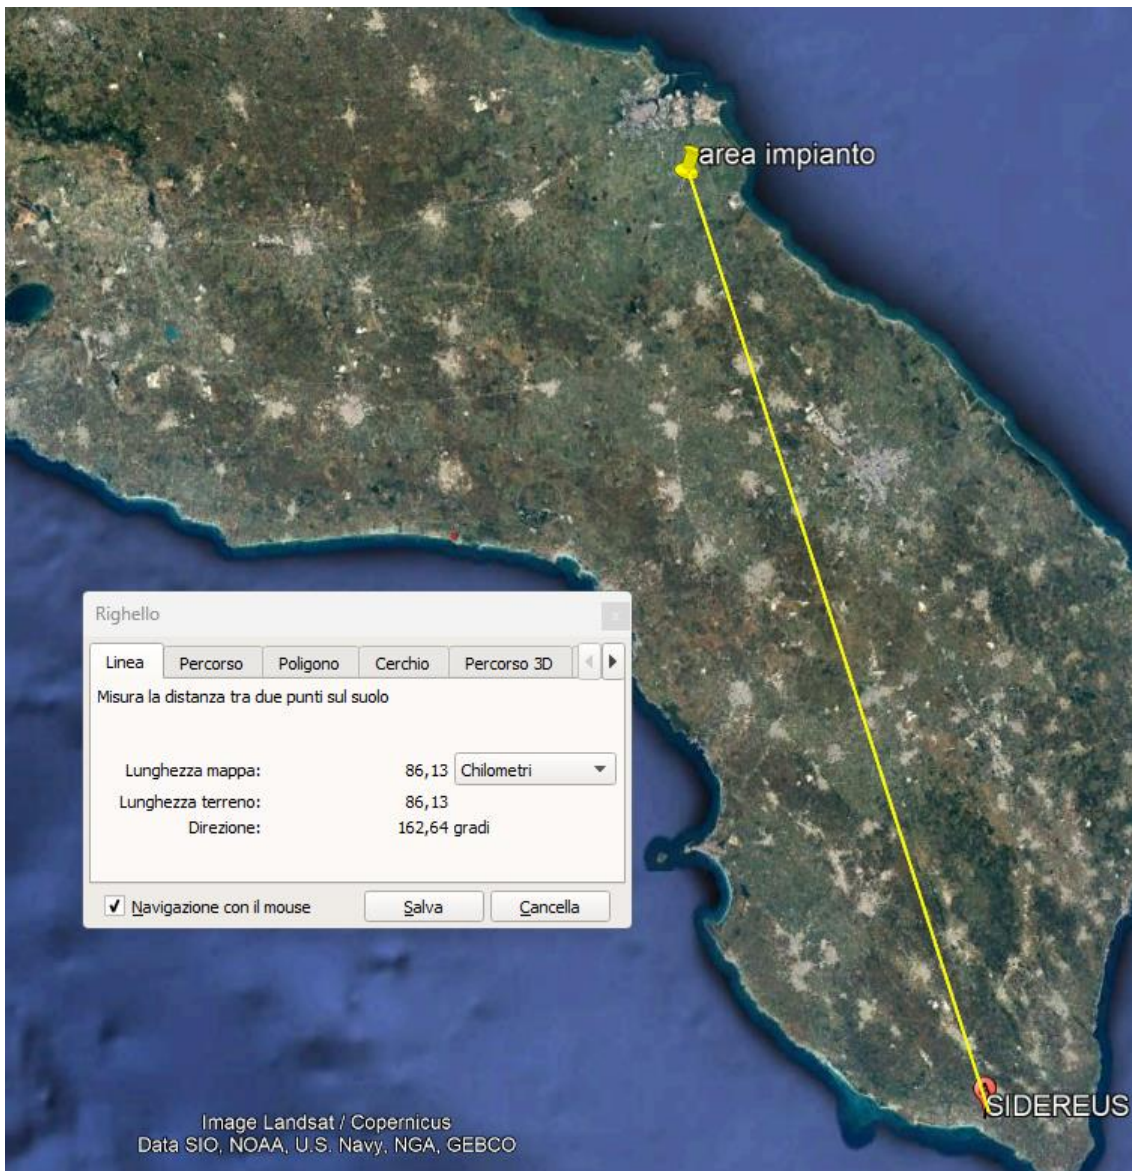 area impianto
Righello
Linea Percorso Poligono Cerchio Percorso 3D
Misura la distanza tra due punti sul suolo
Lunghezza mappa: 86,13 Chilometri
Lunghezza terreno: 86,13
Direzione: 162,64 gradi
Navigazione con il mouse Salva Cancella
SIDEREUS
Image Landsat / Copernicus
Data SIO, NOAA, U.S. Navy, NGA, GEBCO